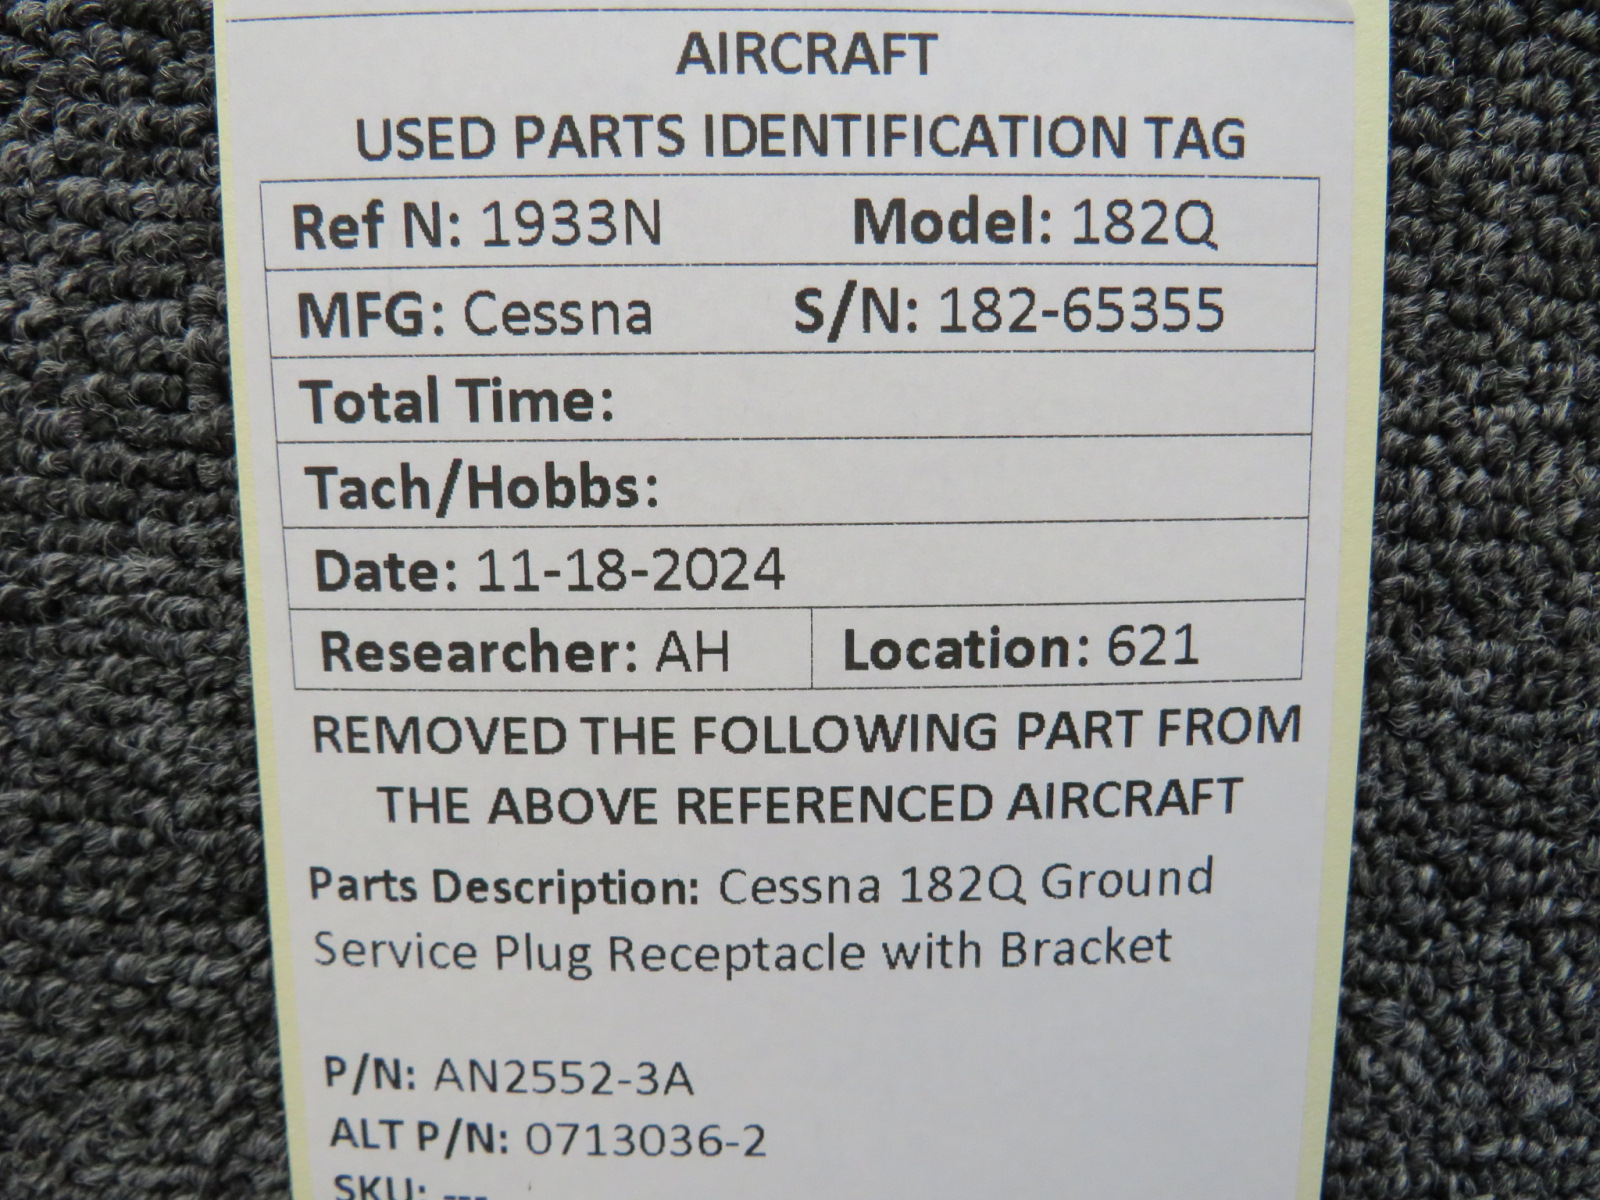 AIRCRAFT
USED PARTS IDENTIFICATION TAG
Ref N: 1933N Model: 182Q
MFG: Cessna S/N: 182-65355
Total Time:
Tach/Hobbs:
Date: 11-18-2024
Researcher: AH Location: 621
REMOVED THE FOLLOWING PART FROM
THE ABOVE REFERENCED AIRCRAFT
Parts Description: Cessna 182Q Ground
Service Plug Receptacle with Bracket
P/N: AN2552-3A
ALT P/N: 0713036-2
SKU: ---